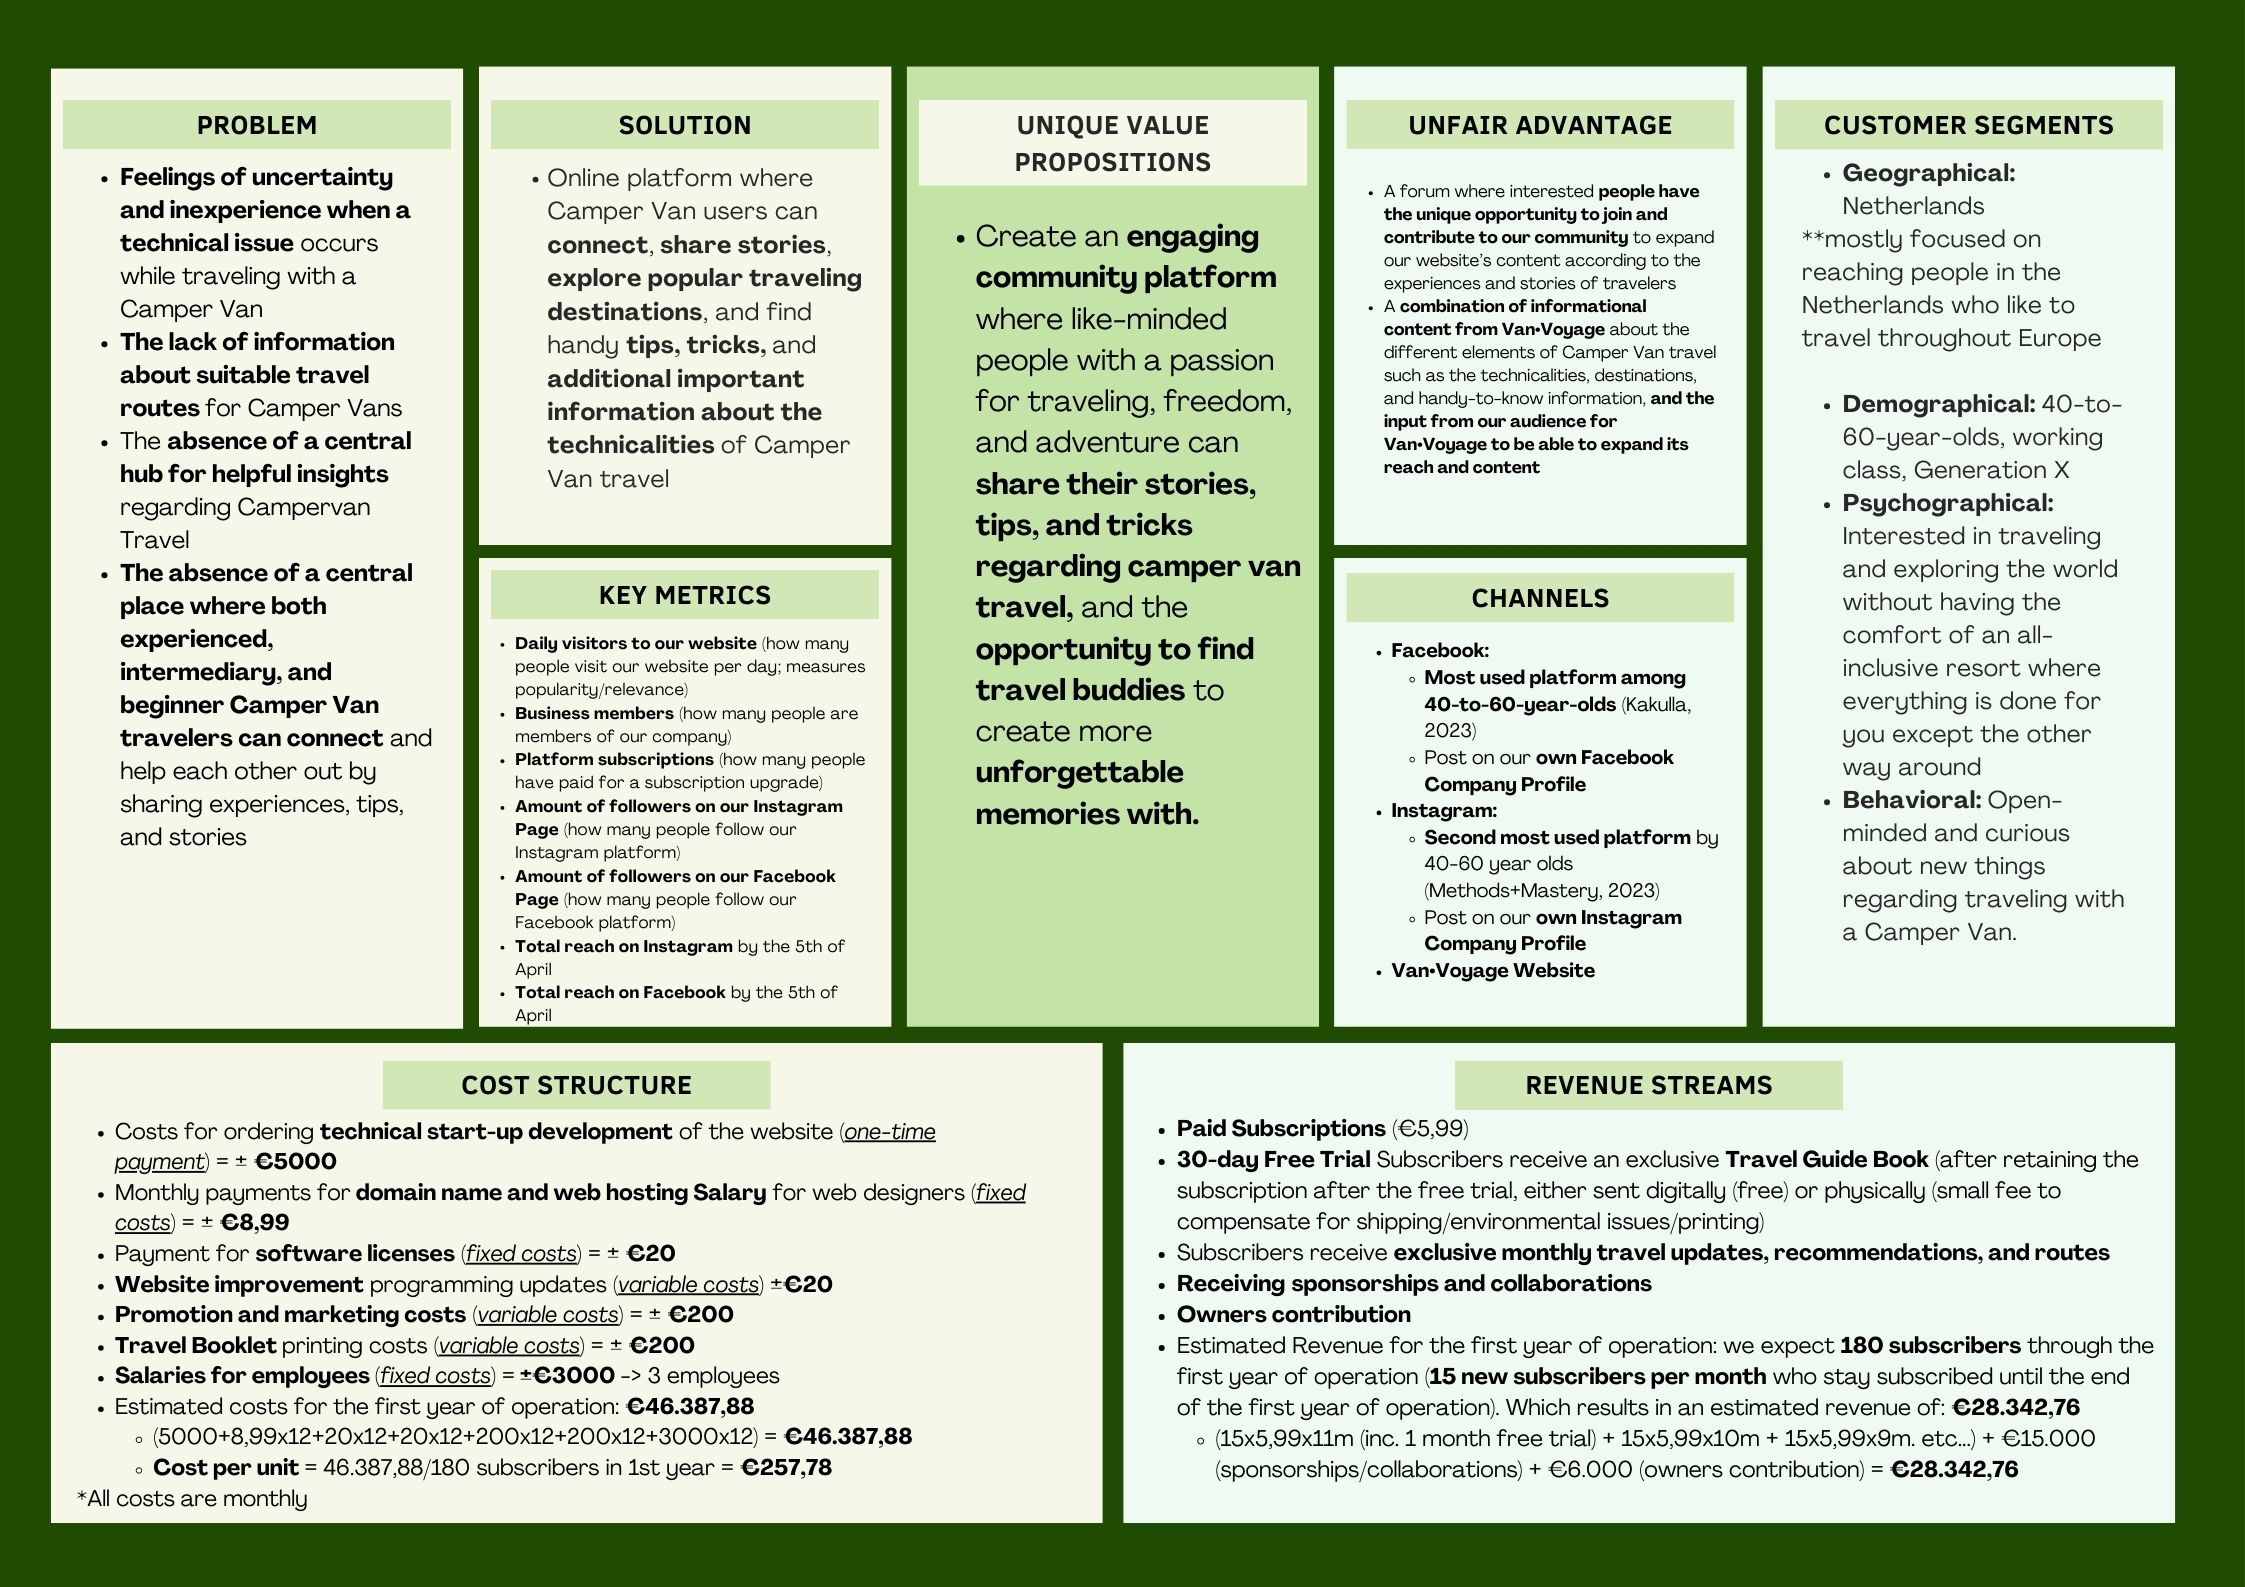 PROBLEM
• Feelings of uncertainty
and inexperience when a
technical issue occurs
while traveling with a
Camper Van
• The lack of information
about suitable travel
routes for Camper Vans
• The absence of a central
hub for helpful insights
regarding Campervan
Travel
• The absence of a central
place where both
experienced,
intermediary, and
beginner Camper Van
travelers can connect and
help each other out by
sharing experiences, tips,
and stories
SOLUTION
• Online platform where
Camper Van users can
connect, share stories,
explore popular traveling
destinations, and find
handy tips, tricks, and
additional important
information about the
technicalities of Camper
Van travel
KEY METRICS
• Daily visitors to our website (how many
people visit our website per day; measures
popularity/relevance)
• Business members (how many people are
members of our company)
• Platform subscriptions (how many people
have paid for a subscription upgrade)
• Amount of followers on our Instagram
Page (how many people follow our
Instagram platform)
• Amount of followers on our Facebook
Page (how many people follow our
Facebook platform)
• Total reach on Instagram by the 5th of
April
• Total reach on Facebook by the 5th of
April
UNIQUE VALUE
PROPOSITIONS
• Create an engaging
community platform
where like-minded
people with a passion
for traveling, freedom,
and adventure can
share their stories,
tips, and tricks
regarding camper van
travel, and the
opportunity to find
travel buddies to
create more
unforgettable
memories with.
UNFAIR ADVANTAGE
• A forum where interested people have
the unique opportunity to join and
contribute to our community to expand
our website's content according to the
experiences and stories of travelers
• A combination of informational
content from Van•Voyage about the
different elements of Camper Van travel
such as the technicalities, destinations,
and handy-to-know information, and the
input from our audience for
Van•Voyage to be able to expand its
reach and content
CHANNELS
• Facebook:
◦ Most used platform among
40-to-60-year-olds (Kakulla,
2023)
◦ Post on our own Facebook
Company Profile
• Instagram:
◦ Second most used platform by
40-60 year olds
(Methods+Mastery, 2023)
◦ Post on our own Instagram
Company Profile
• Van•Voyage Website
CUSTOMER SEGMENTS
• Geographical:
Netherlands
**mostly focused on
reaching people in the
Netherlands who like to
travel throughout Europe
• Demographical: 40-to-
60-year-olds, working
class, Generation X
• Psychographical:
Interested in traveling
and exploring the world
without having the
comfort of an all-
inclusive resort where
everything is done for
you except the other
way around
• Behavioral: Open-
minded and curious
about new things
regarding traveling with
a Camper Van.
COST STRUCTURE
• Costs for ordering technical start-up development of the website (one-time
payment) = ± €5000
• Monthly payments for domain name and web hosting Salary for web designers (fixed
costs) = ± €8,99
• Payment for software licenses (fixed costs) = ± €20
• Website improvement programming updates (variable costs) ±€20
• Promotion and marketing costs (variable costs) = ± €200
• Travel Booklet printing costs (variable costs) = ± €200
• Salaries for employees (fixed costs) = ±€3000 -> 3 employees
• Estimated costs for the first year of operation: €46.387,88
◦ (5000+8,99x12+20x12+20x12+200x12+200x12+3000x12) = €46.387,88
◦ Cost per unit = 46.387,88/180 subscribers in 1st year = €257,78
*All costs are monthly
REVENUE STREAMS
• Paid Subscriptions (€5,99)
• 30-day Free Trial Subscribers receive an exclusive Travel Guide Book (after retaining the
subscription after the free trial, either sent digitally (free) or physically (small fee to
compensate for shipping/environmental issues/printing)
• Subscribers receive exclusive monthly travel updates, recommendations, and routes
• Receiving sponsorships and collaborations
• Owners contribution
• Estimated Revenue for the first year of operation: we expect 180 subscribers through the
first year of operation (15 new subscribers per month who stay subscribed until the end
of the first year of operation). Which results in an estimated revenue of: €28.342,76
◦ (15x5,99x11m (inc. 1 month free trial) + 15x5,99x10m + 15x5,99x9m. etc...) + €15.000
(sponsorships/collaborations) + €6.000 (owners contribution) = €28.342,76